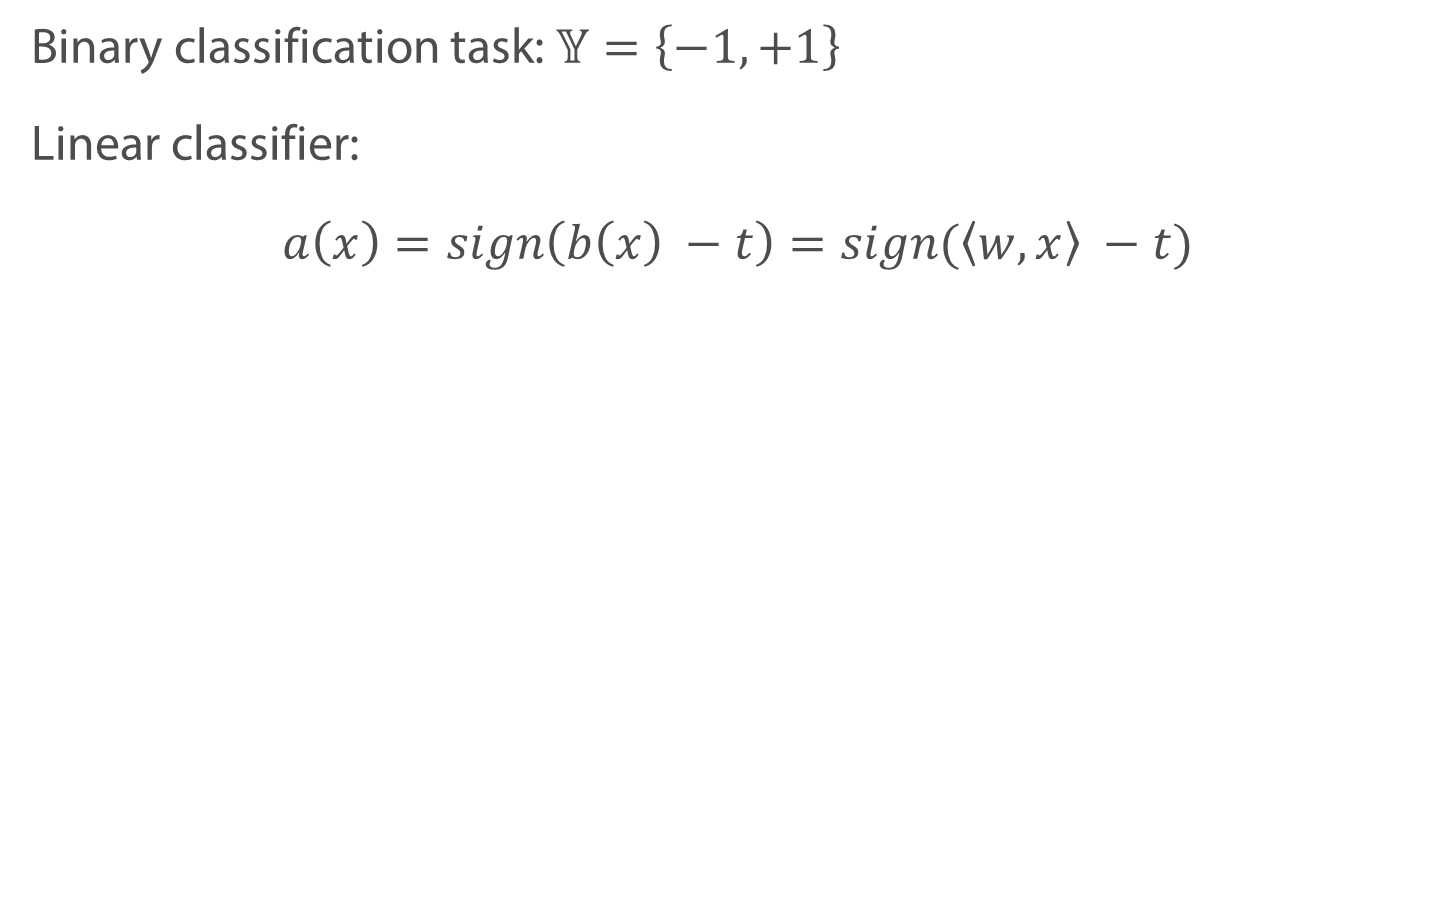 Binary classification task: 𝕐 = {−1, +1}
Linear classifier:
a(x) = sign(b(x) − t) = sign(⟨w, x⟩ − t)